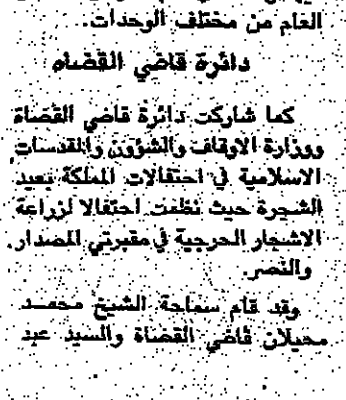 العام من مختلف الوحدات.
دائرة قاضي القضاه
كما شاركت دائرة قاضي القضاة
ووزارة الاوقاف والشؤون والمقدسات
الاسلامية في احتفالات المملكة بعيد
الشجرة حيث نظمت احتفالا لزراعة
الاشجار الحرجية في مقبرتي المصدار
والنصر.
وقد قام سماحة الشيخ محمد
محيلان قاضي القضاة والسيد عبد